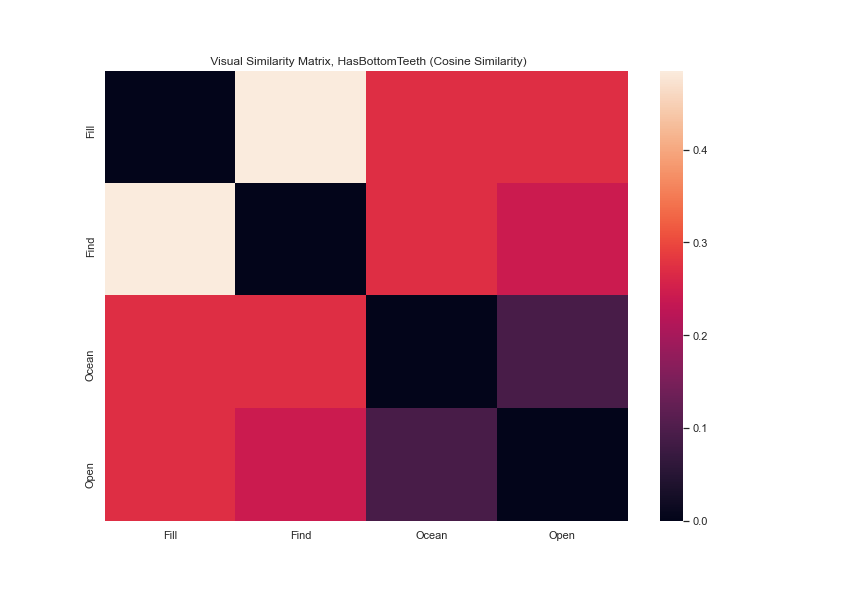 Visual Similarity Matrix, HasBottomTeeth (Cosine Similarity)
Fill
Find
Ocean
Open
Fill Find Ocean Open
0.4
0.3
0.2
0.1
0.0